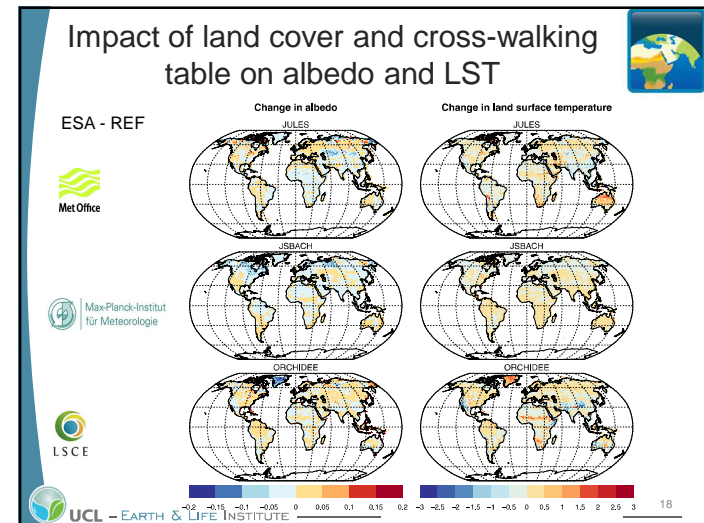 Impact of land cover and cross-walking
table on albedo and LST
ESA - REF
Change in albedo
Change in land surface temperature
JULES
JULES
Met Office
JSBACH
JSBACH
Max-Planck-Institut
für Meteorologie
ORCHIDEE
ORCHIDEE
LSCE
-0.2 -0.15 -0.1 -0.05 0 0.05 0.1 0.15 0.2
-3 -2.5 -2 -1.5 -1 -0.5 0 0.5 1 1.5 2 2.5 3
18
UCL – EARTH & LIFE INSTITUTE